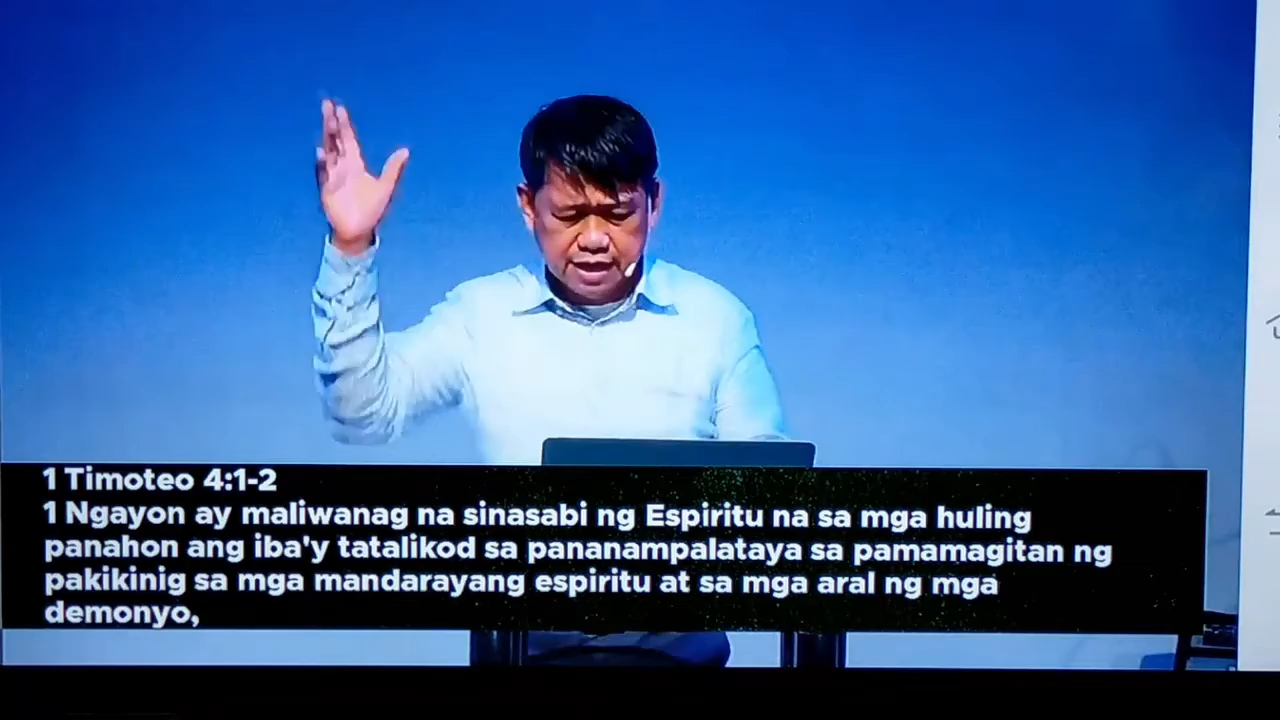 1 Timoteo 4:1-2
1 Ngayon ay maliwanag na sinasabi ng Espiritu na sa mga huling
panahon ang iba'y tatalikod sa pananampalataya sa pamamagitan ng
pakikinig sa mga mandarayang espiritu at sa mga aral ng mga
demonyo,